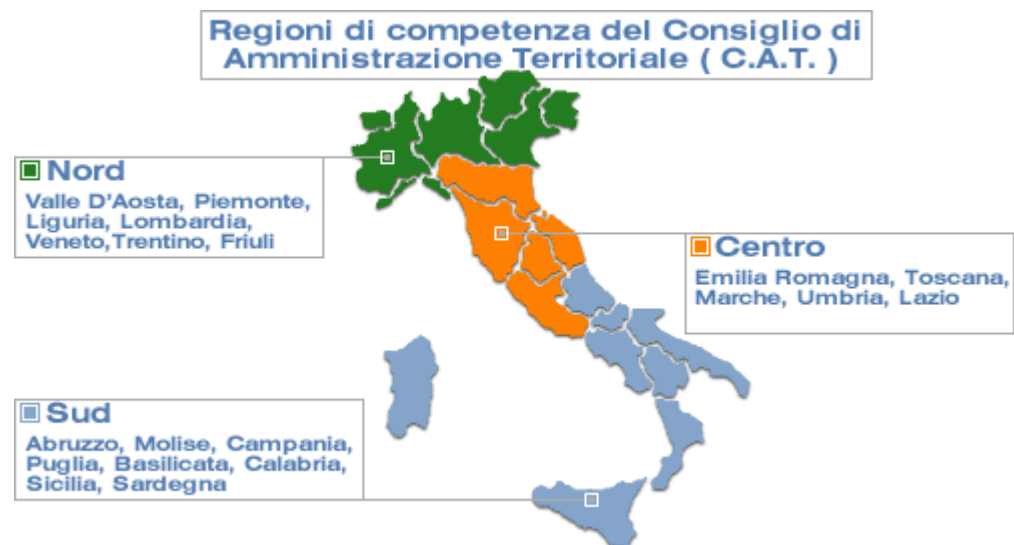 Regioni di competenza del Consiglio di
Amministrazione Territoriale ( C.A.T. )
Nord
Valle D'Aosta, Piemonte,
Liguria, Lombardia,
Veneto,Trentino, Friuli
Centro
Emilia Romagna, Toscana,
Marche, Umbria, Lazio
Sud
Abruzzo, Molise, Campania,
Puglia, Basilicata, Calabria,
Sicilia, Sardegna